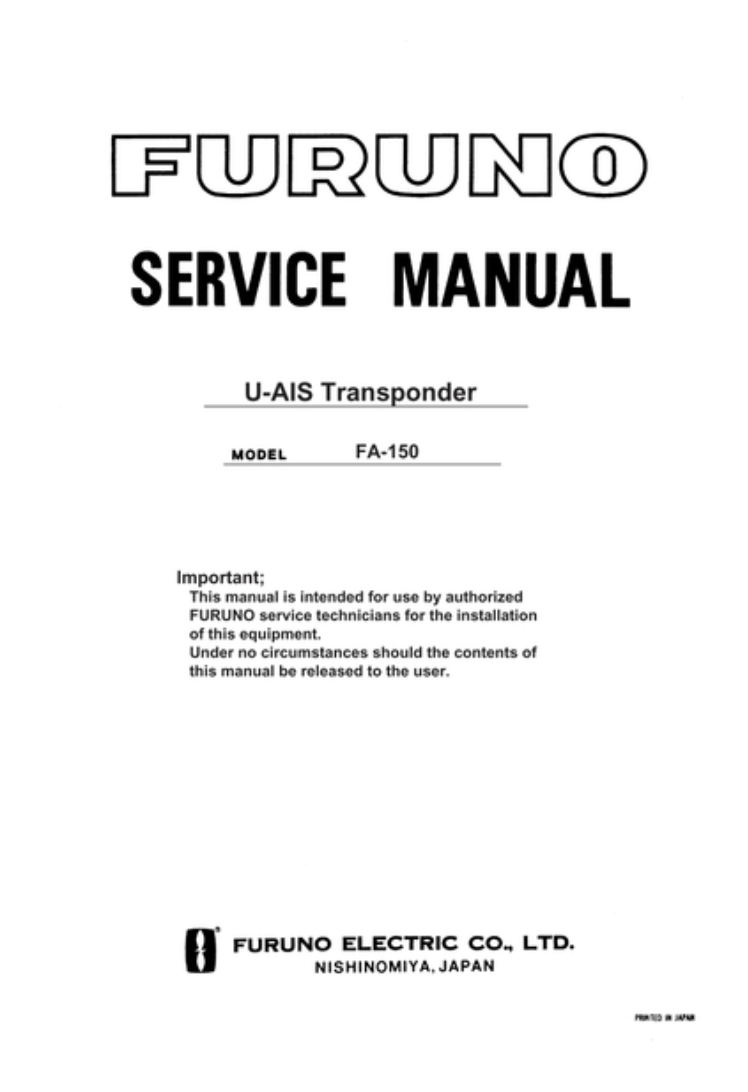 FURUNO
SERVICE MANUAL
U-AIS Transponder
MODEL FA-150
Important;
This manual is intended for use by authorized
FURUNO service technicians for the installation
of this equipment.
Under no circumstances should the contents of
this manual be released to the user.
FURUNO ELECTRIC CO., LTD.
NISHINOMIYA, JAPAN
PRINTED IN JAPAN